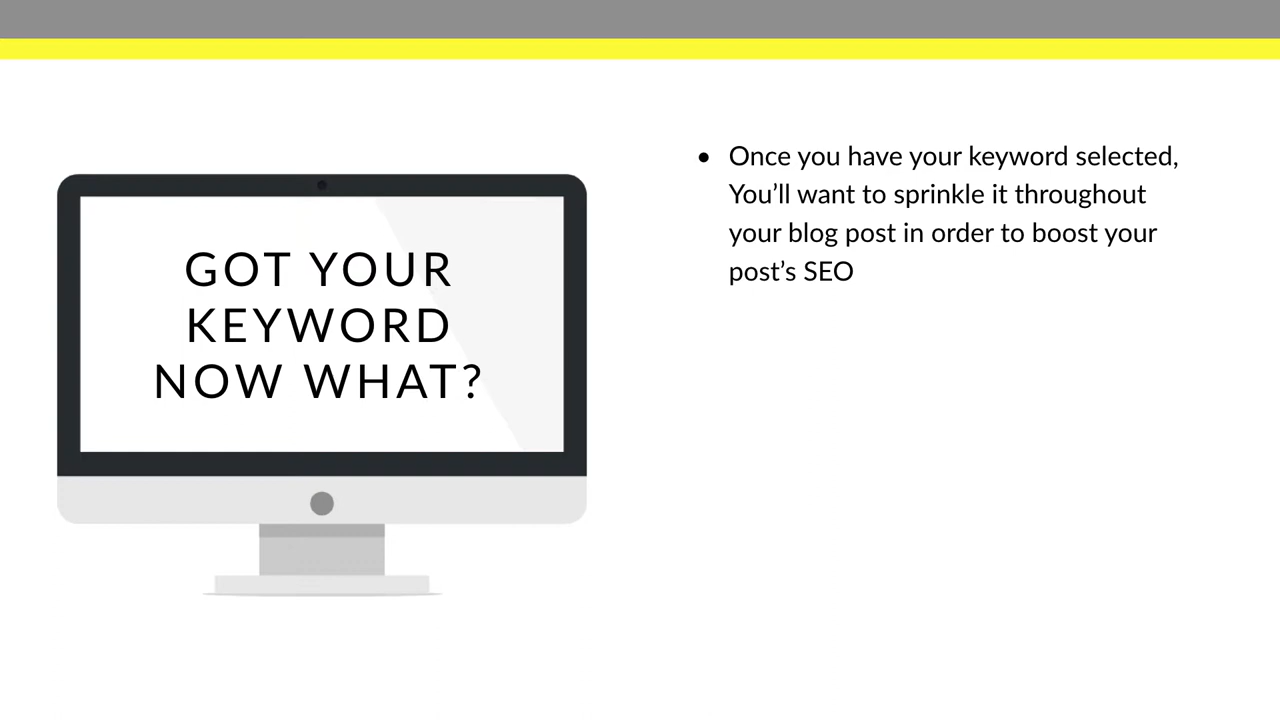 GOT YOUR
KEYWORD
NOW WHAT?
• Once you have your keyword selected,
You’ll want to sprinkle it throughout
your blog post in order to boost your
post’s SEO